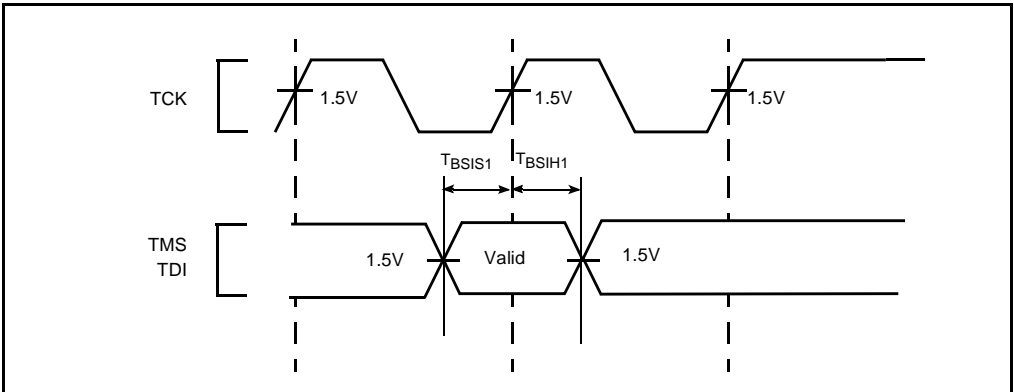 TCK
1.5V 1.5V 1.5V
TBSIS1 TBSIH1
TMS
TDI
1.5V Valid 1.5V